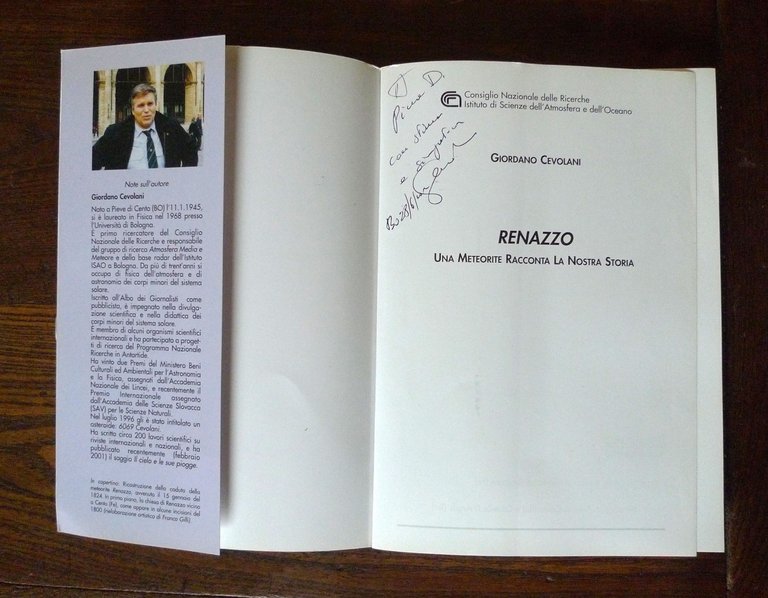 Note sull'autore
Giordano Cevolani
Nato a Pieve di Cento (BO) l'11.1.1945,
si è laureato in Fisica nel 1968 presso
l'Università di Bologna.
È primo ricercatore del Consiglio
Nazionale delle Ricerche e responsabile
del gruppo di ricerca Atmosfera Media e
Meteore e della base radar dell'Istituto
ISAO a Bologna. Da più di trent'anni si
occupa di fisica dell'atmosfera e di
astronomia dei corpi minori del sistema
solare.
Iscritto all'Albo dei Giornalisti come
pubblicista, è impegnato nella divulga-
zione scientifica e nella didattica dei
corpi minori del sistema solare.
È membro di alcuni organismi scientifici
internazionali e ha partecipato a proget-
ti di ricerca del Programma Nazionale
Ricerche in Antartide.
Ha vinto due Premi del Ministero Beni
Culturali ed Ambientali per l'Astronomia
e la Fisica, assegnati dall'Accademia
Nazionale dei Lincei, e recentemente il
Premio Internazionale assegnato
dall'Accademia delle Scienze Slovacca
(SAV) per le Scienze Naturali.
Nel luglio 1996 gli è stato intitolato un
asteroide: 6069 Cevolani.
Ha scritto circa 200 lavori scientifici su
riviste internazionali e nazionali, e ha
pubblicato recentemente (febbraio
2001) il saggio Il cielo e le sue piogge.
In copertina: Ricostruzione della caduta della
meteorite Renazzo, avvenuta il 15 gennaio del
1824. In primo piano, la chiesa di Renazzo vicino
a Cento (Fe), come appare in alcune incisioni del
1800 (rielaborazione artistica di Franco Gilli).
A
Pina D.
con stima
e simpatia
Bo 28/6/
Consiglio Nazionale delle Ricerche
Istituto di Scienze dell'Atmosfera e dell'Oceano
GIORDANO CEVOLANI
RENAZZO
UNA METEORITE RACCONTA LA NOSTRA STORIA